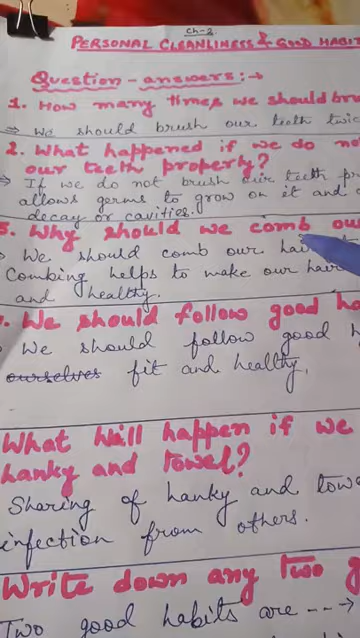 Ch-2
PERSONAL CLEANLINESS & GOOD HABIT
Question - answers:→
1. How many times we should bru
⇒ We should brush our teeth twic
2. What happened if we do no
our teeth property?
⇒ If we do not brush our teeth pr
allows germs to grow on it and
decay or cavities.
3. Why should we comb ou
We should comb our hair
Combing helps to make our hair
and healthy.
We should follow good ha
We should follow good h
ourselves fit and healthy.
What Will happen if we
hanky and towel?
Sharing of hanky and towe
infection from others.
Write down any two g
Two good habits are --→